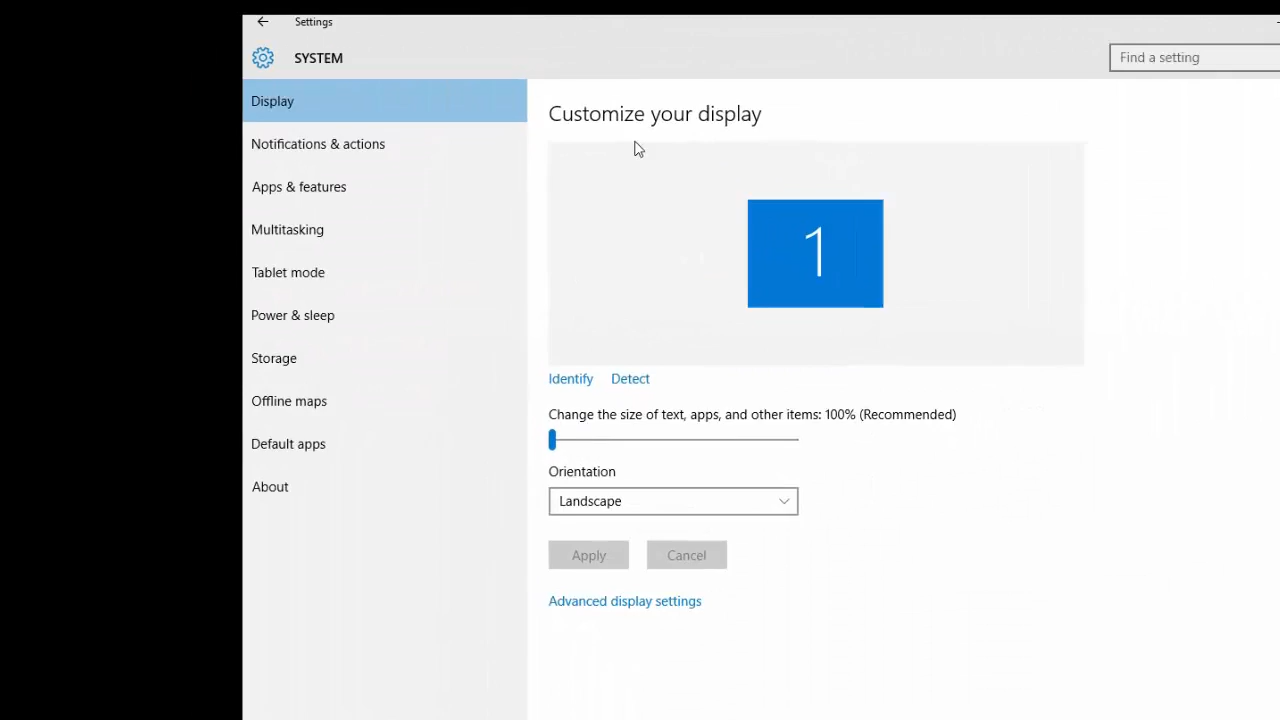 Settings
SYSTEM
Find a setting
Display
Notifications & actions
Apps & features
Multitasking
Tablet mode
Power & sleep
Storage
Offline maps
Default apps
About
Customize your display
1
Identify Detect
Change the size of text, apps, and other items: 100% (Recommended)
Orientation
Landscape
Apply Cancel
Advanced display settings